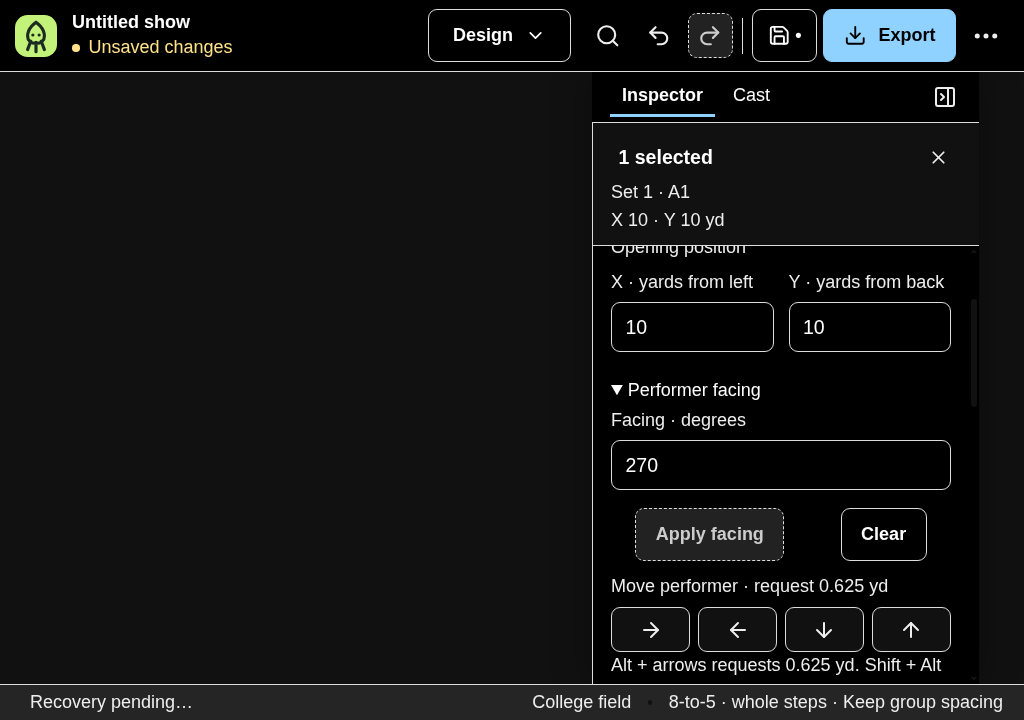 Untitled show
Unsaved changes
Design
Export
Inspector
Cast
1 selected
Set 1 · A1
X 10 · Y 10 yd
Opening position
X · yards from left
Y · yards from back
10
10
Performer facing
Facing · degrees
270
Apply facing
Clear
Move performer · request 0.625 yd
Alt + arrows requests 0.625 yd. Shift + Alt
Recovery pending…
College field
8-to-5 · whole steps · Keep group spacing